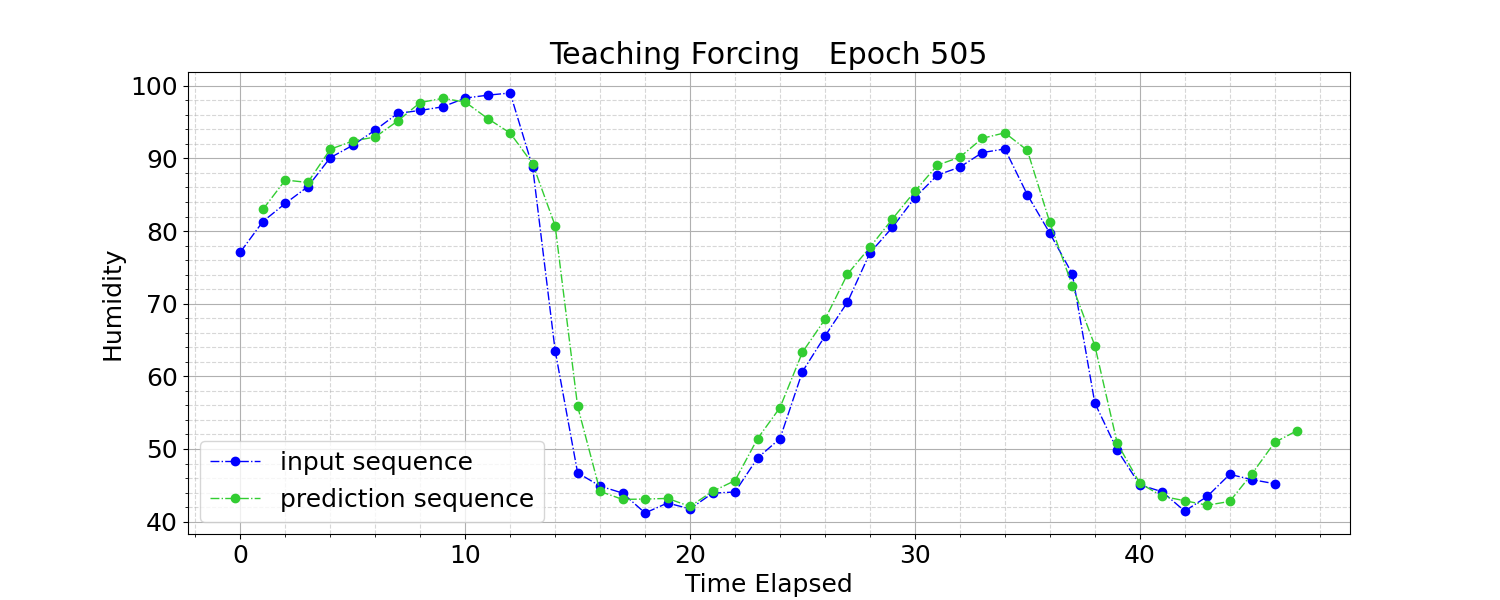 Teaching Forcing   Epoch 505
100
90
80
70
60
50
40
Humidity
input sequence
prediction sequence
0 10 20 30 40
Time Elapsed